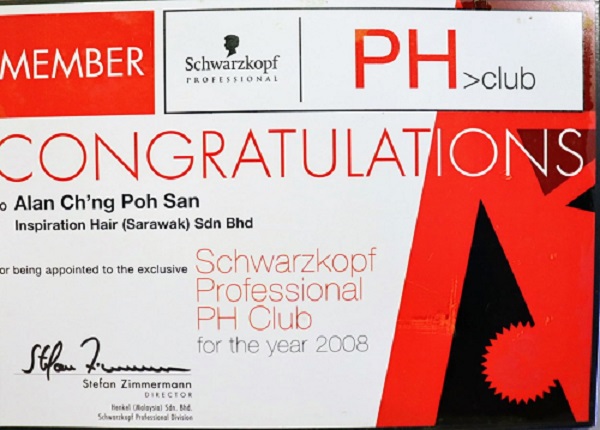 MEMBER
Schwarzkopf
PROFESSIONAL
PH>club
CONGRATULATIONS
o Alan Ch'ng Poh San
Inspiration Hair (Sarawak) Sdn Bhd
or being appointed to the exclusive
Schwarzkopf
Professional
PH Club
for the year 2008
Stefan Zimmermann
DIRECTOR
Henkel (Malaysia) Sdn. Bhd.
Schwarzkopf Professional Division